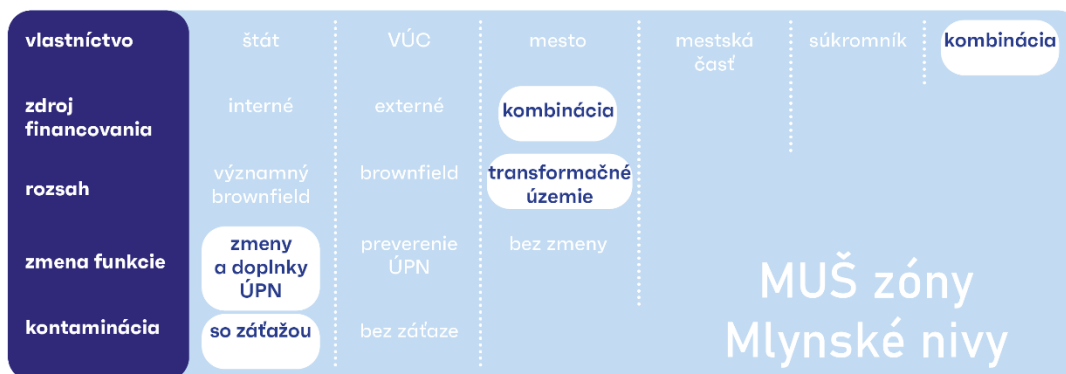 vlastníctvo štát VÚC mesto mestská časť súkromník kombinácia
zdroj financovania interné externé kombinácia
rozsah významný brownfield brownfield transformačné územie
zmena funkcie zmeny a doplnky ÚPN preverenie ÚPN bez zmeny
kontaminácia so záťažou bez záťaze
MUŠ zóny
Mlynské nivy